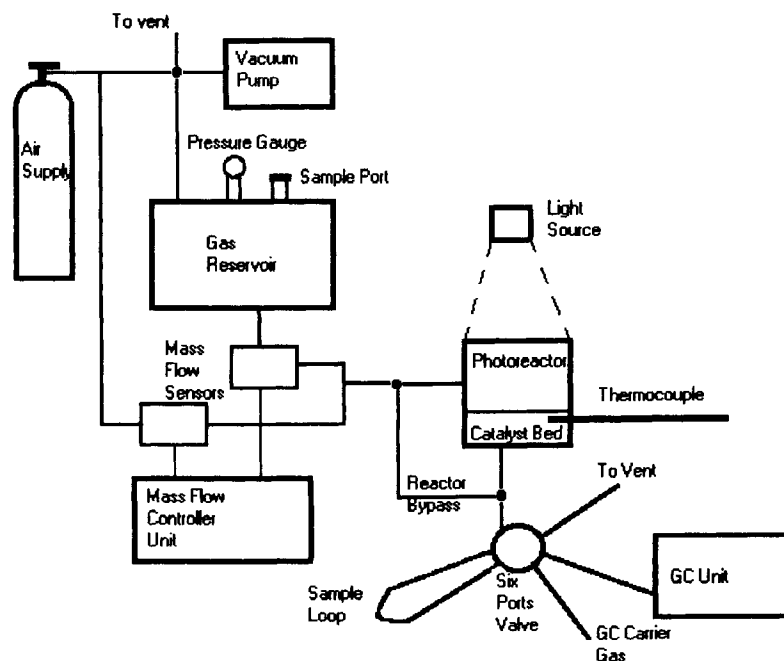 To vent
Vacuum
Pump
Air
Supply
Pressure Gauge
Sample Port
Gas
Reservoir
Light
Source
Mass
Flow
Sensors
Photoreactor
Thermocouple
Catalyst Bed
Reactor
Bypass
To Vent
Mass Flow
Controller
Unit
Sample
Loop
Six
Ports
Valve
GC Unit
GC Carrier
Gas